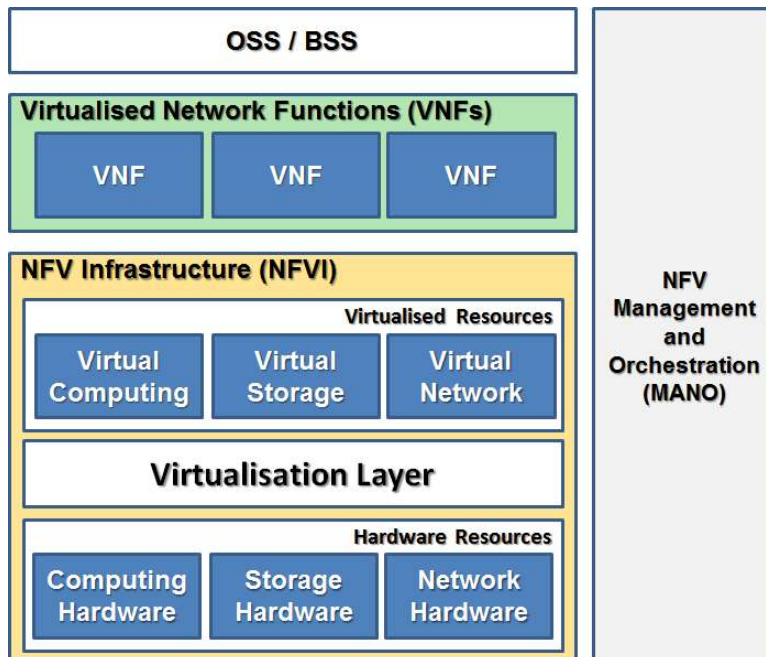 OSS / BSS
Virtualised Network Functions (VNFs)
VNF
VNF
VNF
NFV Infrastructure (NFVI)
Virtualised Resources
Virtual
Computing
Virtual
Storage
Virtual
Network
Virtualisation Layer
Hardware Resources
Computing
Hardware
Storage
Hardware
Network
Hardware
NFV
Management
and
Orchestration
(MANO)